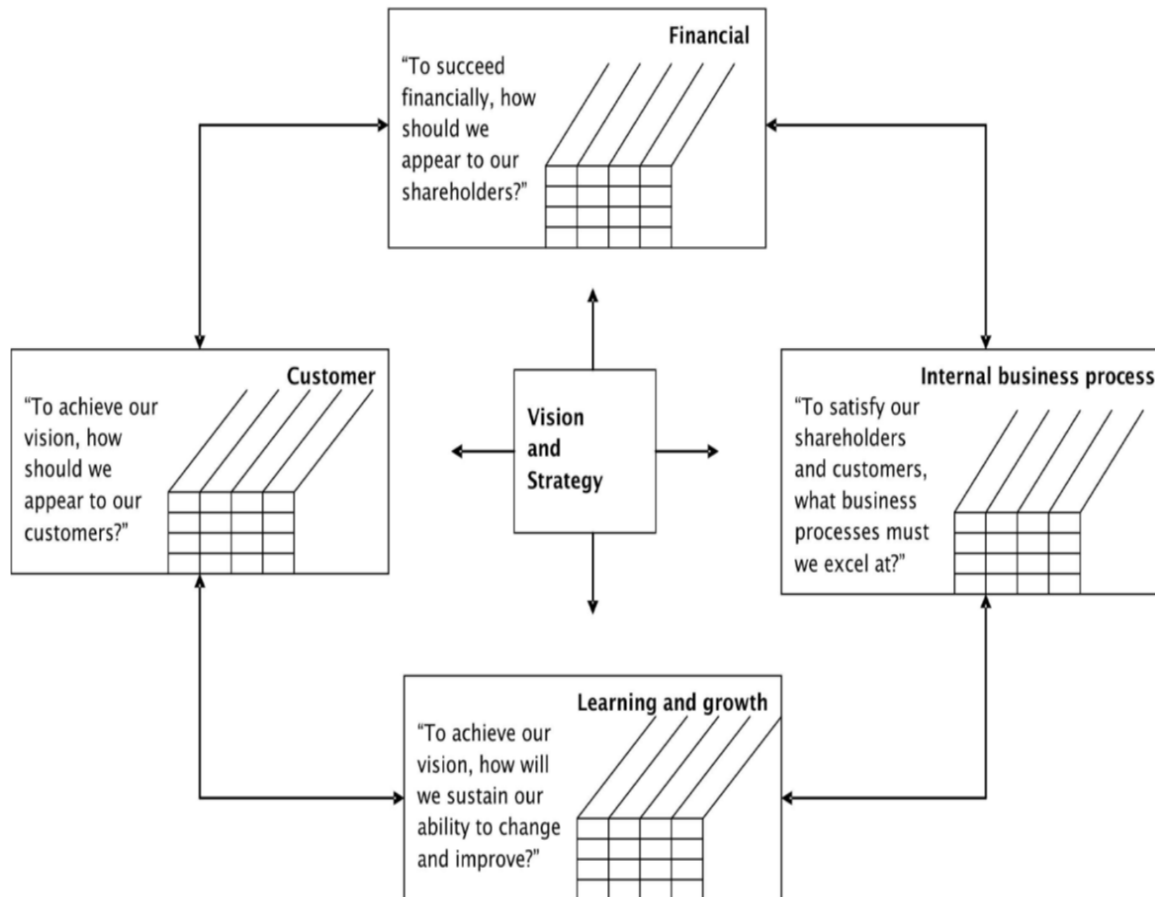 Financial
“To succeed
financially, how
should we
appear to our
shareholders?”
Customer
“To achieve our
vision, how
should we
appear to our
customers?”
Vision
and
Strategy
Internal business process
“To satisfy our
shareholders
and customers,
what business
processes must
we excel at?”
Learning and growth
“To achieve our
vision, how will
we sustain our
ability to change
and improve?”